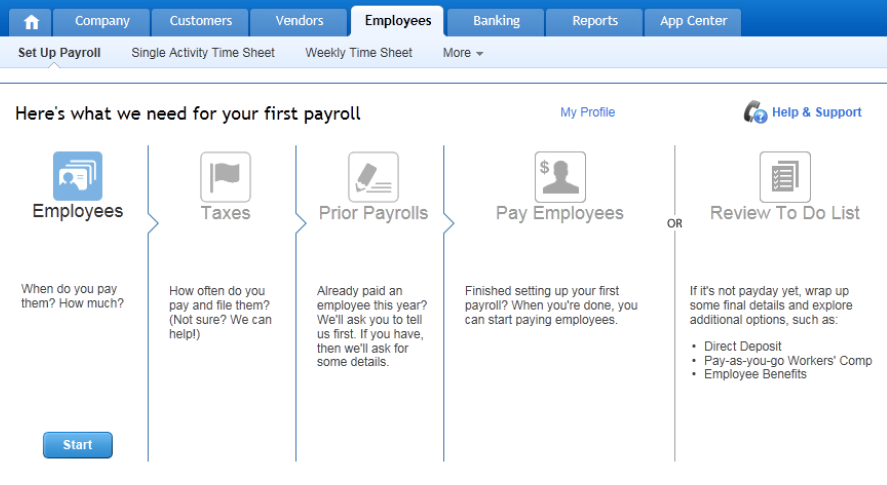 Company Customers Vendors Employees Banking Reports App Center
Set Up Payroll Single Activity Time Sheet Weekly Time Sheet More
Here's what we need for your first payroll
My Profile
Help & Support
Employees
When do you pay
them? How much?
Start
Taxes
How often do you
pay and file them?
(Not sure? We can
help!)
Prior Payrolls
Already paid an
employee this year?
We'll ask you to tell
us first. If you have,
then we'll ask for
some details.
$
Pay Employees
Finished setting up your first
payroll? When you're done, you
can start paying employees.
OR
Review To Do List
If it's not payday yet, wrap up
some final details and explore
additional options, such as:
• Direct Deposit
• Pay-as-you-go Workers' Comp
• Employee Benefits